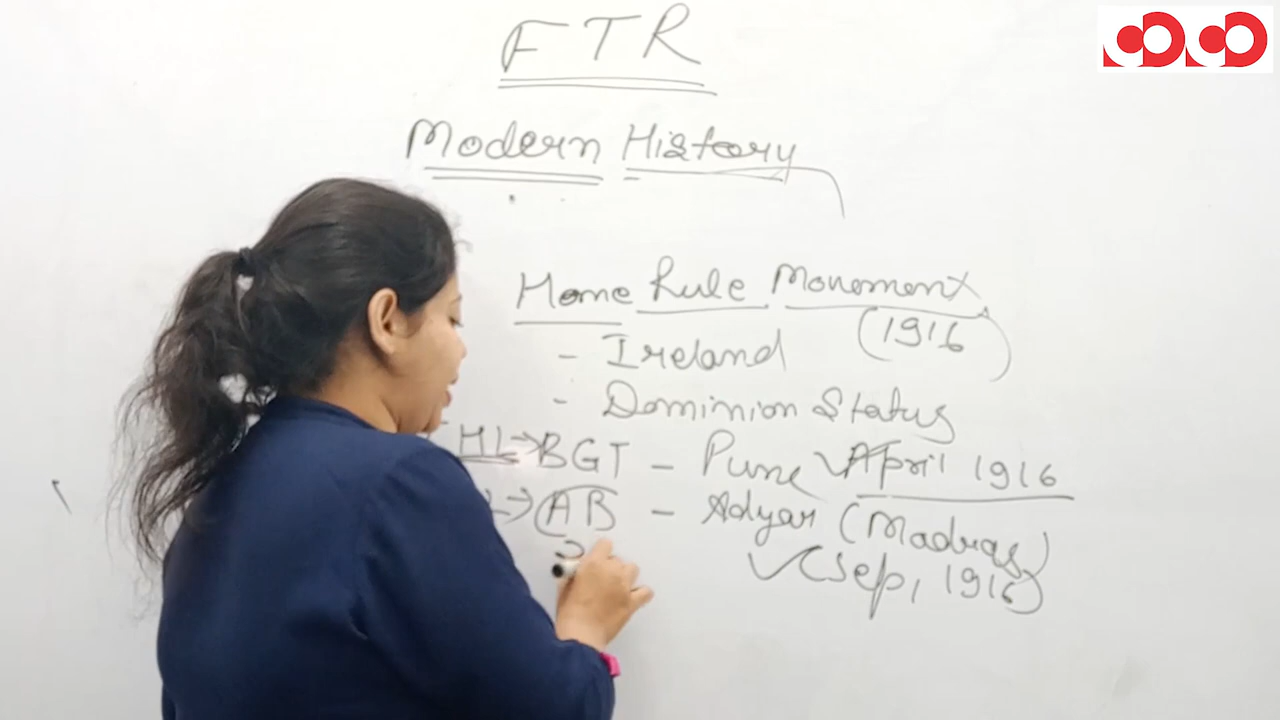 FTR
Modern History
Home Rule Movement
(1916)
- Ireland
- Dominion Status
HL → BGT - Pune April 1916
L → AB - Adyar (Madras)
(Sep, 1916)